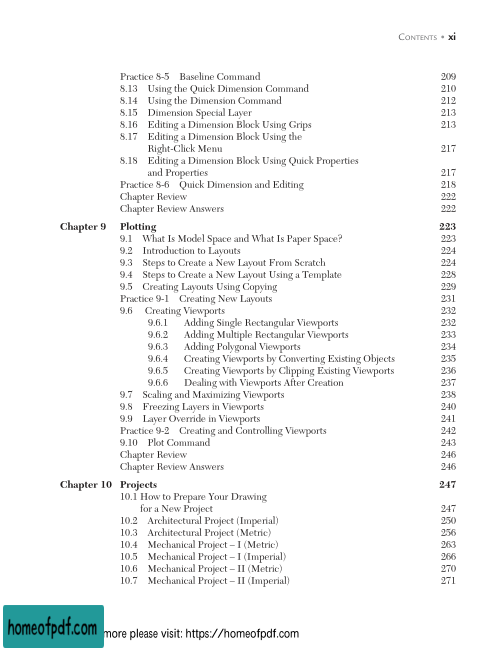 CONTENTS • xi
Practice 8-5 Baseline Command 209
8.13 Using the Quick Dimension Command 210
8.14 Using the Dimension Command 212
8.15 Dimension Special Layer 213
8.16 Editing a Dimension Block Using Grips 213
8.17 Editing a Dimension Block Using the
Right-Click Menu 217
8.18 Editing a Dimension Block Using Quick Properties
and Properties 217
Practice 8-6 Quick Dimension and Editing 218
Chapter Review 222
Chapter Review Answers 222
Chapter 9 Plotting 223
9.1 What Is Model Space and What Is Paper Space? 223
9.2 Introduction to Layouts 224
9.3 Steps to Create a New Layout From Scratch 224
9.4 Steps to Create a New Layout Using a Template 228
9.5 Creating Layouts Using Copying 229
Practice 9-1 Creating New Layouts 231
9.6 Creating Viewports 232
9.6.1 Adding Single Rectangular Viewports 232
9.6.2 Adding Multiple Rectangular Viewports 233
9.6.3 Adding Polygonal Viewports 234
9.6.4 Creating Viewports by Converting Existing Objects 235
9.6.5 Creating Viewports by Clipping Existing Viewports 236
9.6.6 Dealing with Viewports After Creation 237
9.7 Scaling and Maximizing Viewports 238
9.8 Freezing Layers in Viewports 240
9.9 Layer Override in Viewports 241
Practice 9-2 Creating and Controlling Viewports 242
9.10 Plot Command 243
Chapter Review 246
Chapter Review Answers 246
Chapter 10 Projects 247
10.1 How to Prepare Your Drawing
for a New Project 247
10.2 Architectural Project (Imperial) 250
10.3 Architectural Project (Metric) 256
10.4 Mechanical Project – I (Metric) 263
10.5 Mechanical Project – I (Imperial) 266
10.6 Mechanical Project – II (Metric) 270
10.7 Mechanical Project – II (Imperial) 271
homeofpdf.com more please visit: https://homeofpdf.com